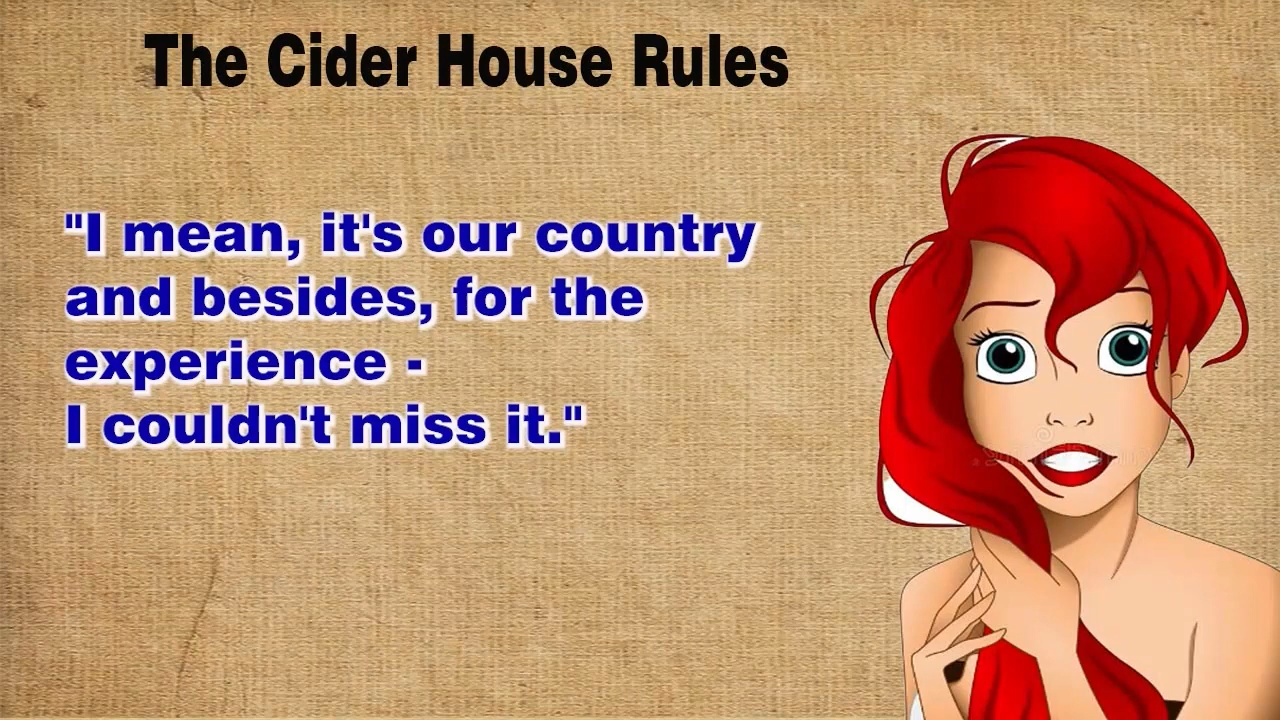 The Cider House Rules
"I mean, it's our country
and besides, for the
experience -
I couldn't miss it."